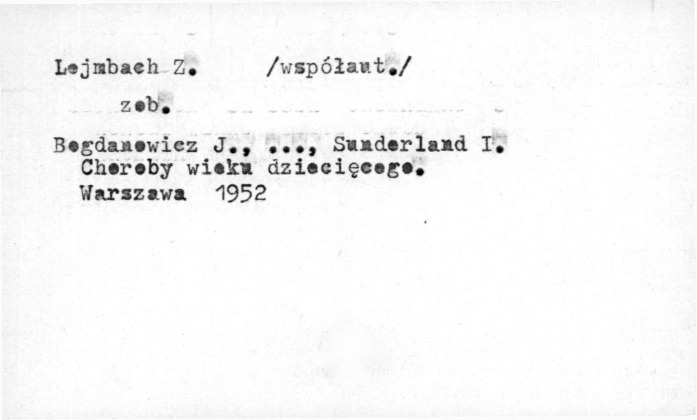 Lejmbach Z. /współaut./
zob.
Bogdanowicz J., ..., Sunderland I.
Choroby wieku dziecięcego.
Warszawa 1952